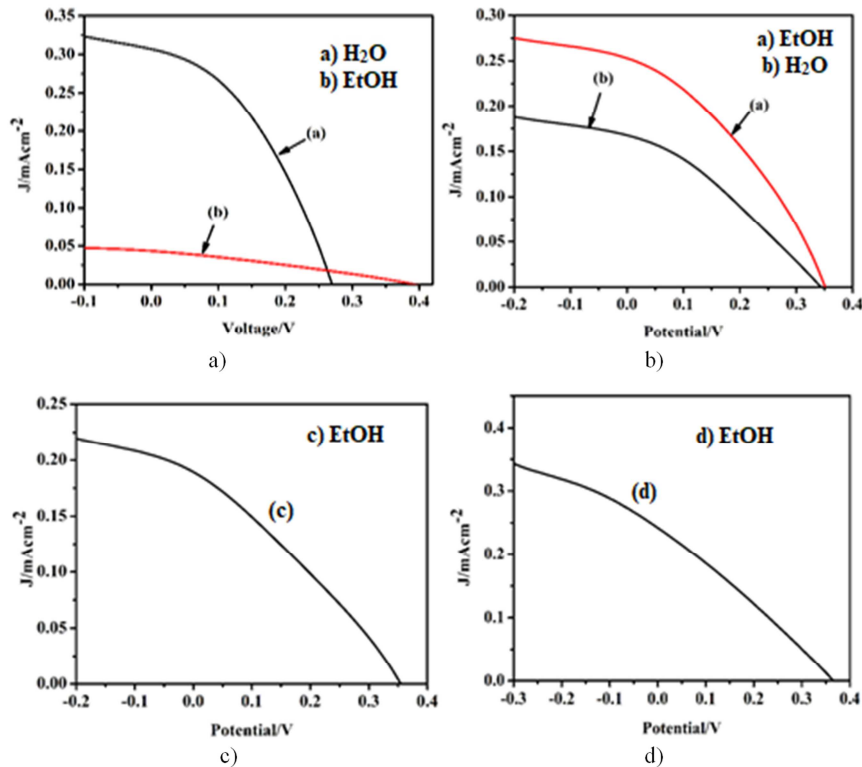 a) H2O
b) EtOH
(a)
(b)
J/mAcm-2
0.35
0.30
0.25
0.20
0.15
0.10
0.05
0.00
-0.1 0.0 0.1 0.2 0.3 0.4
Voltage/V
a)
a) EtOH
b) H2O
(b)
(a)
J/mAcm-2
0.30
0.25
0.20
0.15
0.10
0.05
0.00
-0.2 -0.1 0.0 0.1 0.2 0.3 0.4
Potential/V
b)
c) EtOH
(c)
J/mAcm-2
0.25
0.20
0.15
0.10
0.05
0.00
-0.2 -0.1 0.0 0.1 0.2 0.3 0.4
Potential/V
c)
d) EtOH
(d)
J/mAcm-2
0.4
0.3
0.2
0.1
0.0
-0.3 -0.2 -0.1 0.0 0.1 0.2 0.3 0.4
Potential/V
d)